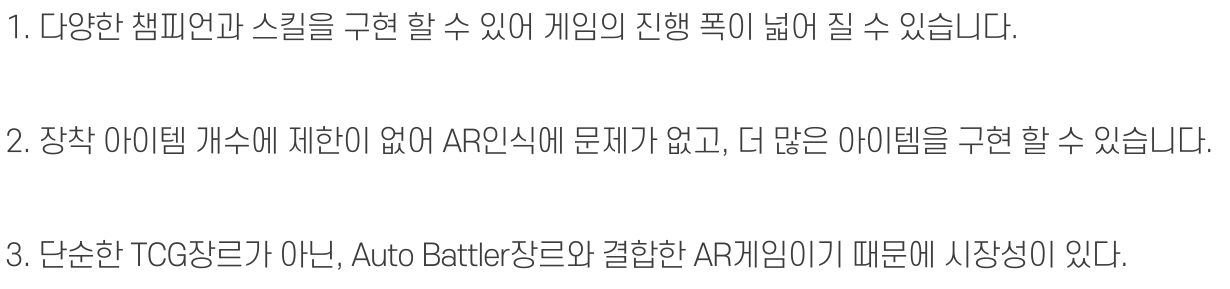 1. 다양한 챔피언과 스킬을 구현 할 수 있어 게임의 진행 폭이 넓어 질 수 있습니다.
2. 장착 아이템 개수에 제한이 없어 AR인식에 문제가 없고, 더 많은 아이템을 구현 할 수 있습니다.
3. 단순한 TCG장르가 아닌, Auto Battler장르와 결합한 AR게임이기 때문에 시장성이 있다.